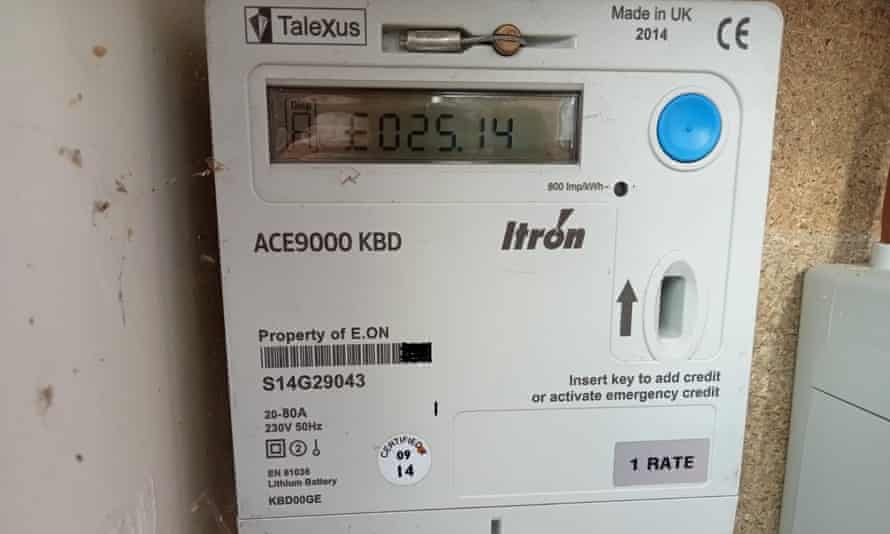 TaleXus
Made in UK
2014
CE
A £025.14
800 Imp/kWh
ACE9000 KBD
Itron
Property of E.ON
S14G29043
Insert key to add credit
or activate emergency credit
20-80A
230V 50Hz
2
CERTIFIED
09
14
EN 61036
Lithium Battery
KBD00GE
1 RATE